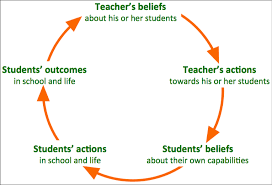 Teacher's beliefs
about his or her students
Teacher's actions
towards his or her students
Students' beliefs
about their own capabilities
Students' actions
in school and life
Students' outcomes
in school and life